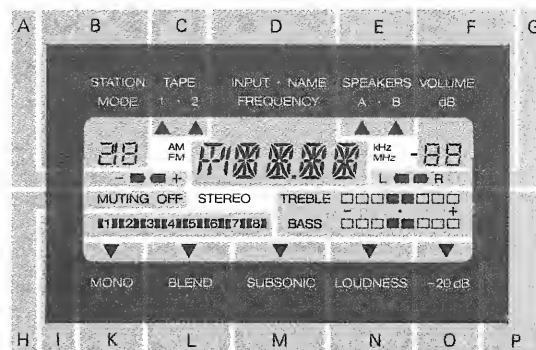 A B C D E F G
STATION TAPE INPUT · NAME SPEAKERS VOLUME
MODE 1 · 2 FREQUENCY A · B dB
AM kHz
FM MHz
-88
- + L R
MUTING OFF STEREO TREBLE
- · +
1 2 3 4 5 6 7 8 BASS
MONO BLEND SUBSONIC LOUDNESS -20 dB
H I K L M N O P